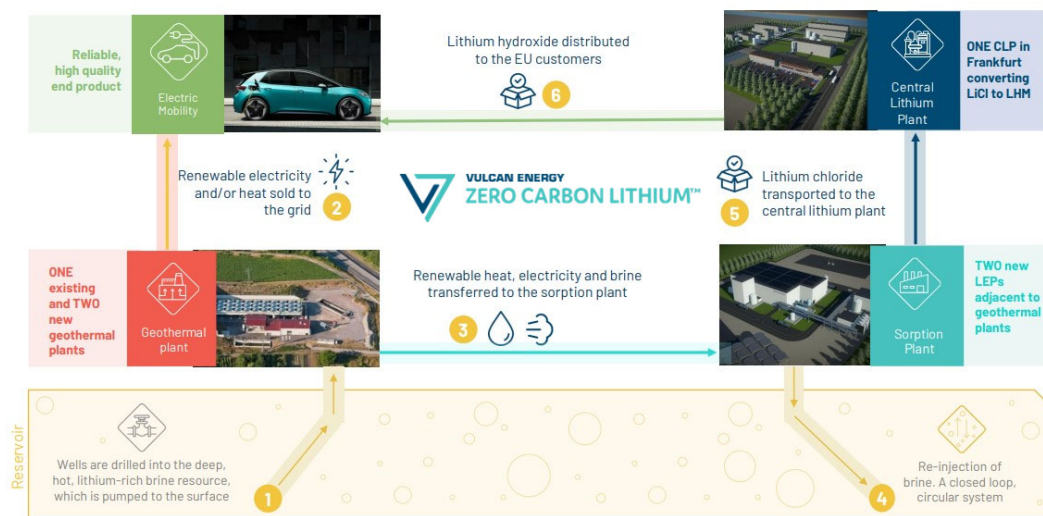 Reliable,
high quality
end product
Electric
Mobility
Lithium hydroxide distributed
to the EU customers
6
Central
Lithium
Plant
ONE CLP in
Frankfurt
converting
LiCl to LHM
Renewable electricity
and/or heat sold to
the grid
2
VULCAN ENERGY
ZERO CARBON LITHIUM™
5
Lithium chloride
transported to the
central lithium plant
ONE
existing
and TWO
new
geothermal
plants
Geothermal
plant
Renewable heat, electricity and brine
transferred to the sorption plant
3
Sorption
Plant
TWO new
LEPs
adjacent to
geothermal
plants
Reservoir
Wells are drilled into the deep,
hot, lithium-rich brine resource,
which is pumped to the surface
1
4
Re-injection of
brine. A closed loop,
circular system